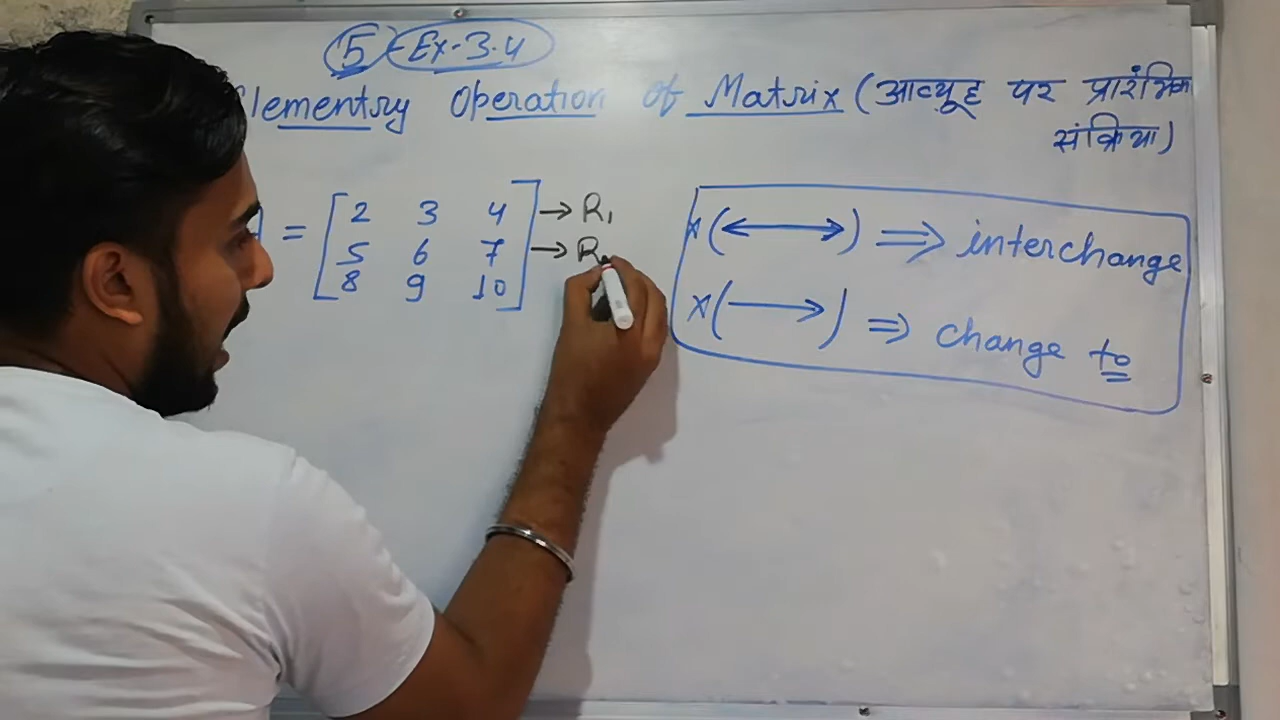 5 Ex-3.4
lementry Operation of Matrix (आव्यूह पर प्रारंभिक
संक्रिया)
] = [ 2 3 4 ] → R₁
5 6 7 → R
8 9 10
*(↔) ⇒ interchange
*(→) ⇒ change to